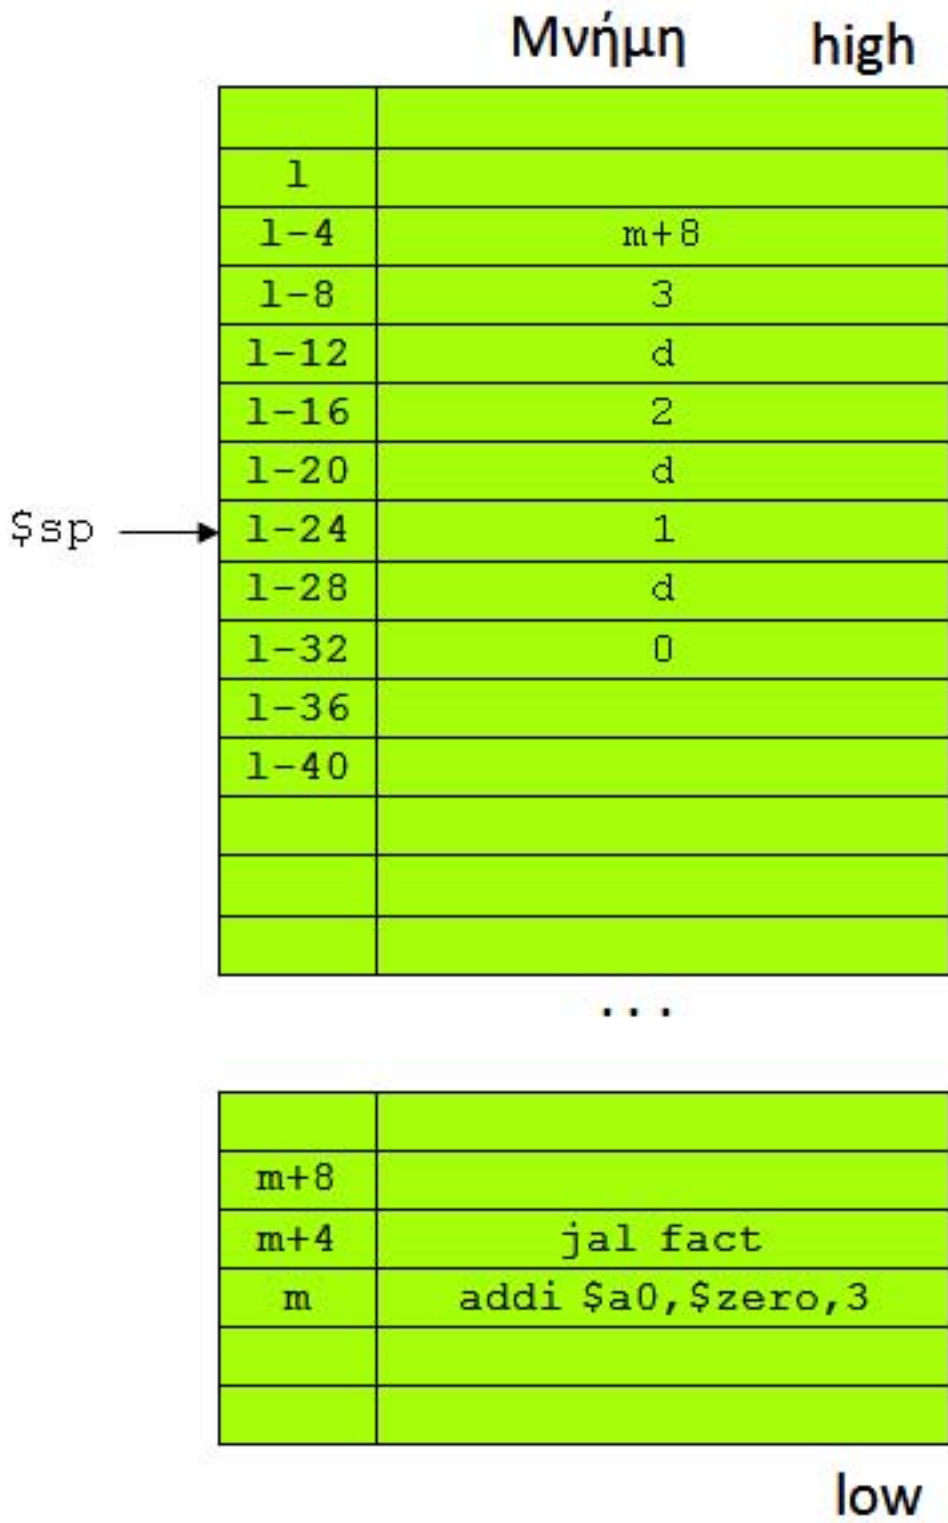 Μνήμη high
l
l-4 m+8
l-8 3
l-12 d
l-16 2
l-20 d
$sp l-24 1
l-28 d
l-32 0
l-36
l-40
...
m+8
m+4 jal fact
m addi $a0,$zero,3
low